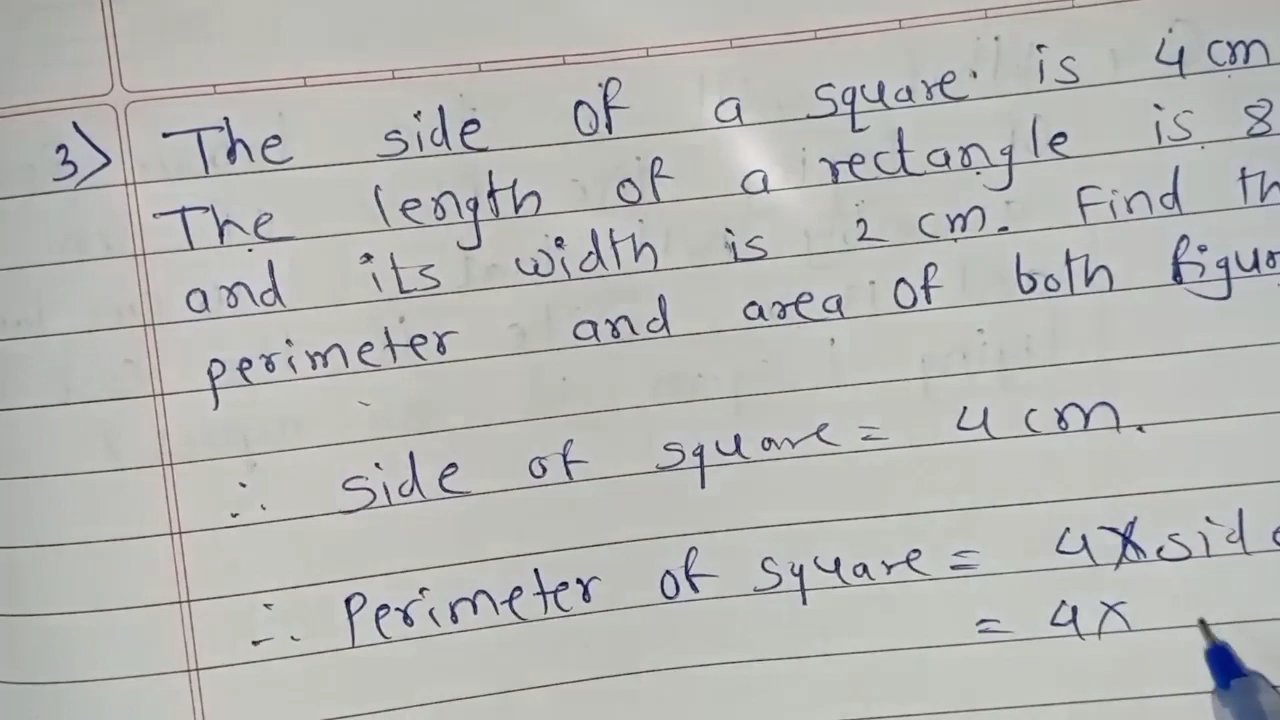 3) The side of a square is 4 cm
The length of a rectangle is 8
and its width is 2 cm. Find th
perimeter and area of both figur
∴ side of square = 4 cm.
∴ Perimeter of square = 4 × side
= 4 ×